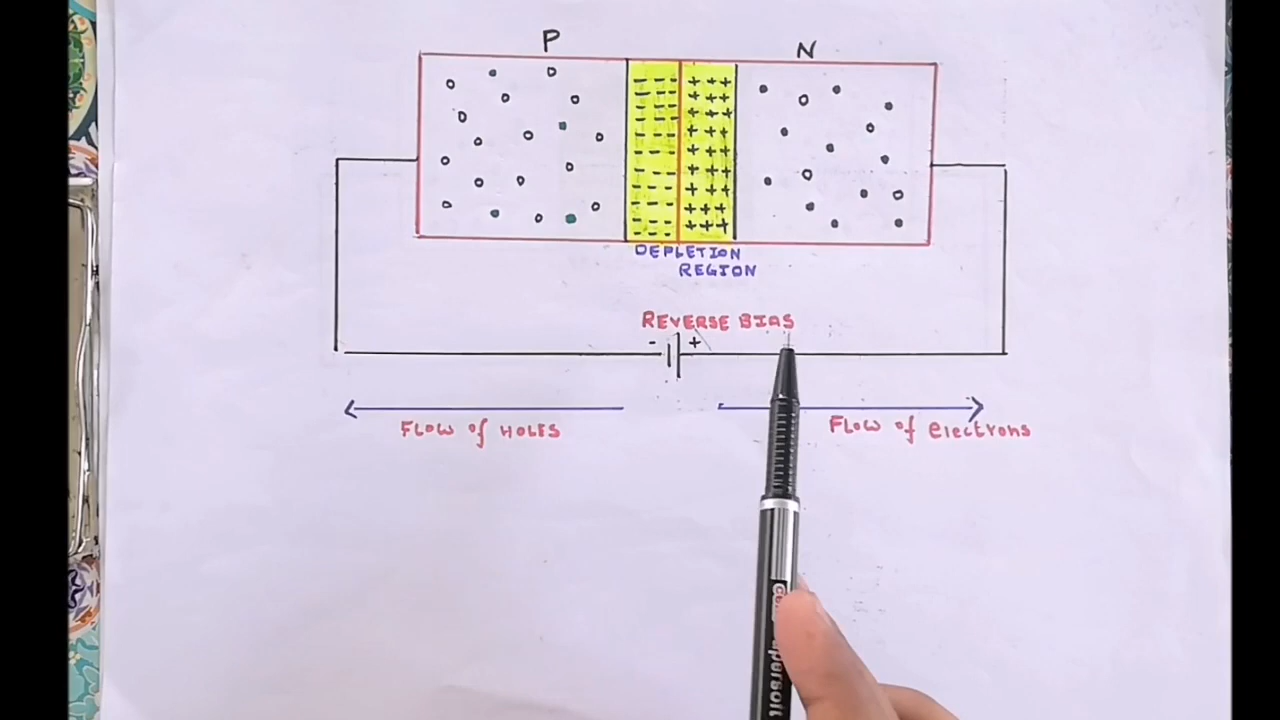 P
N
DEPLETION
REGION
REVERSE BIAS
- +
FLOW of HOLES
FLOW of electrons